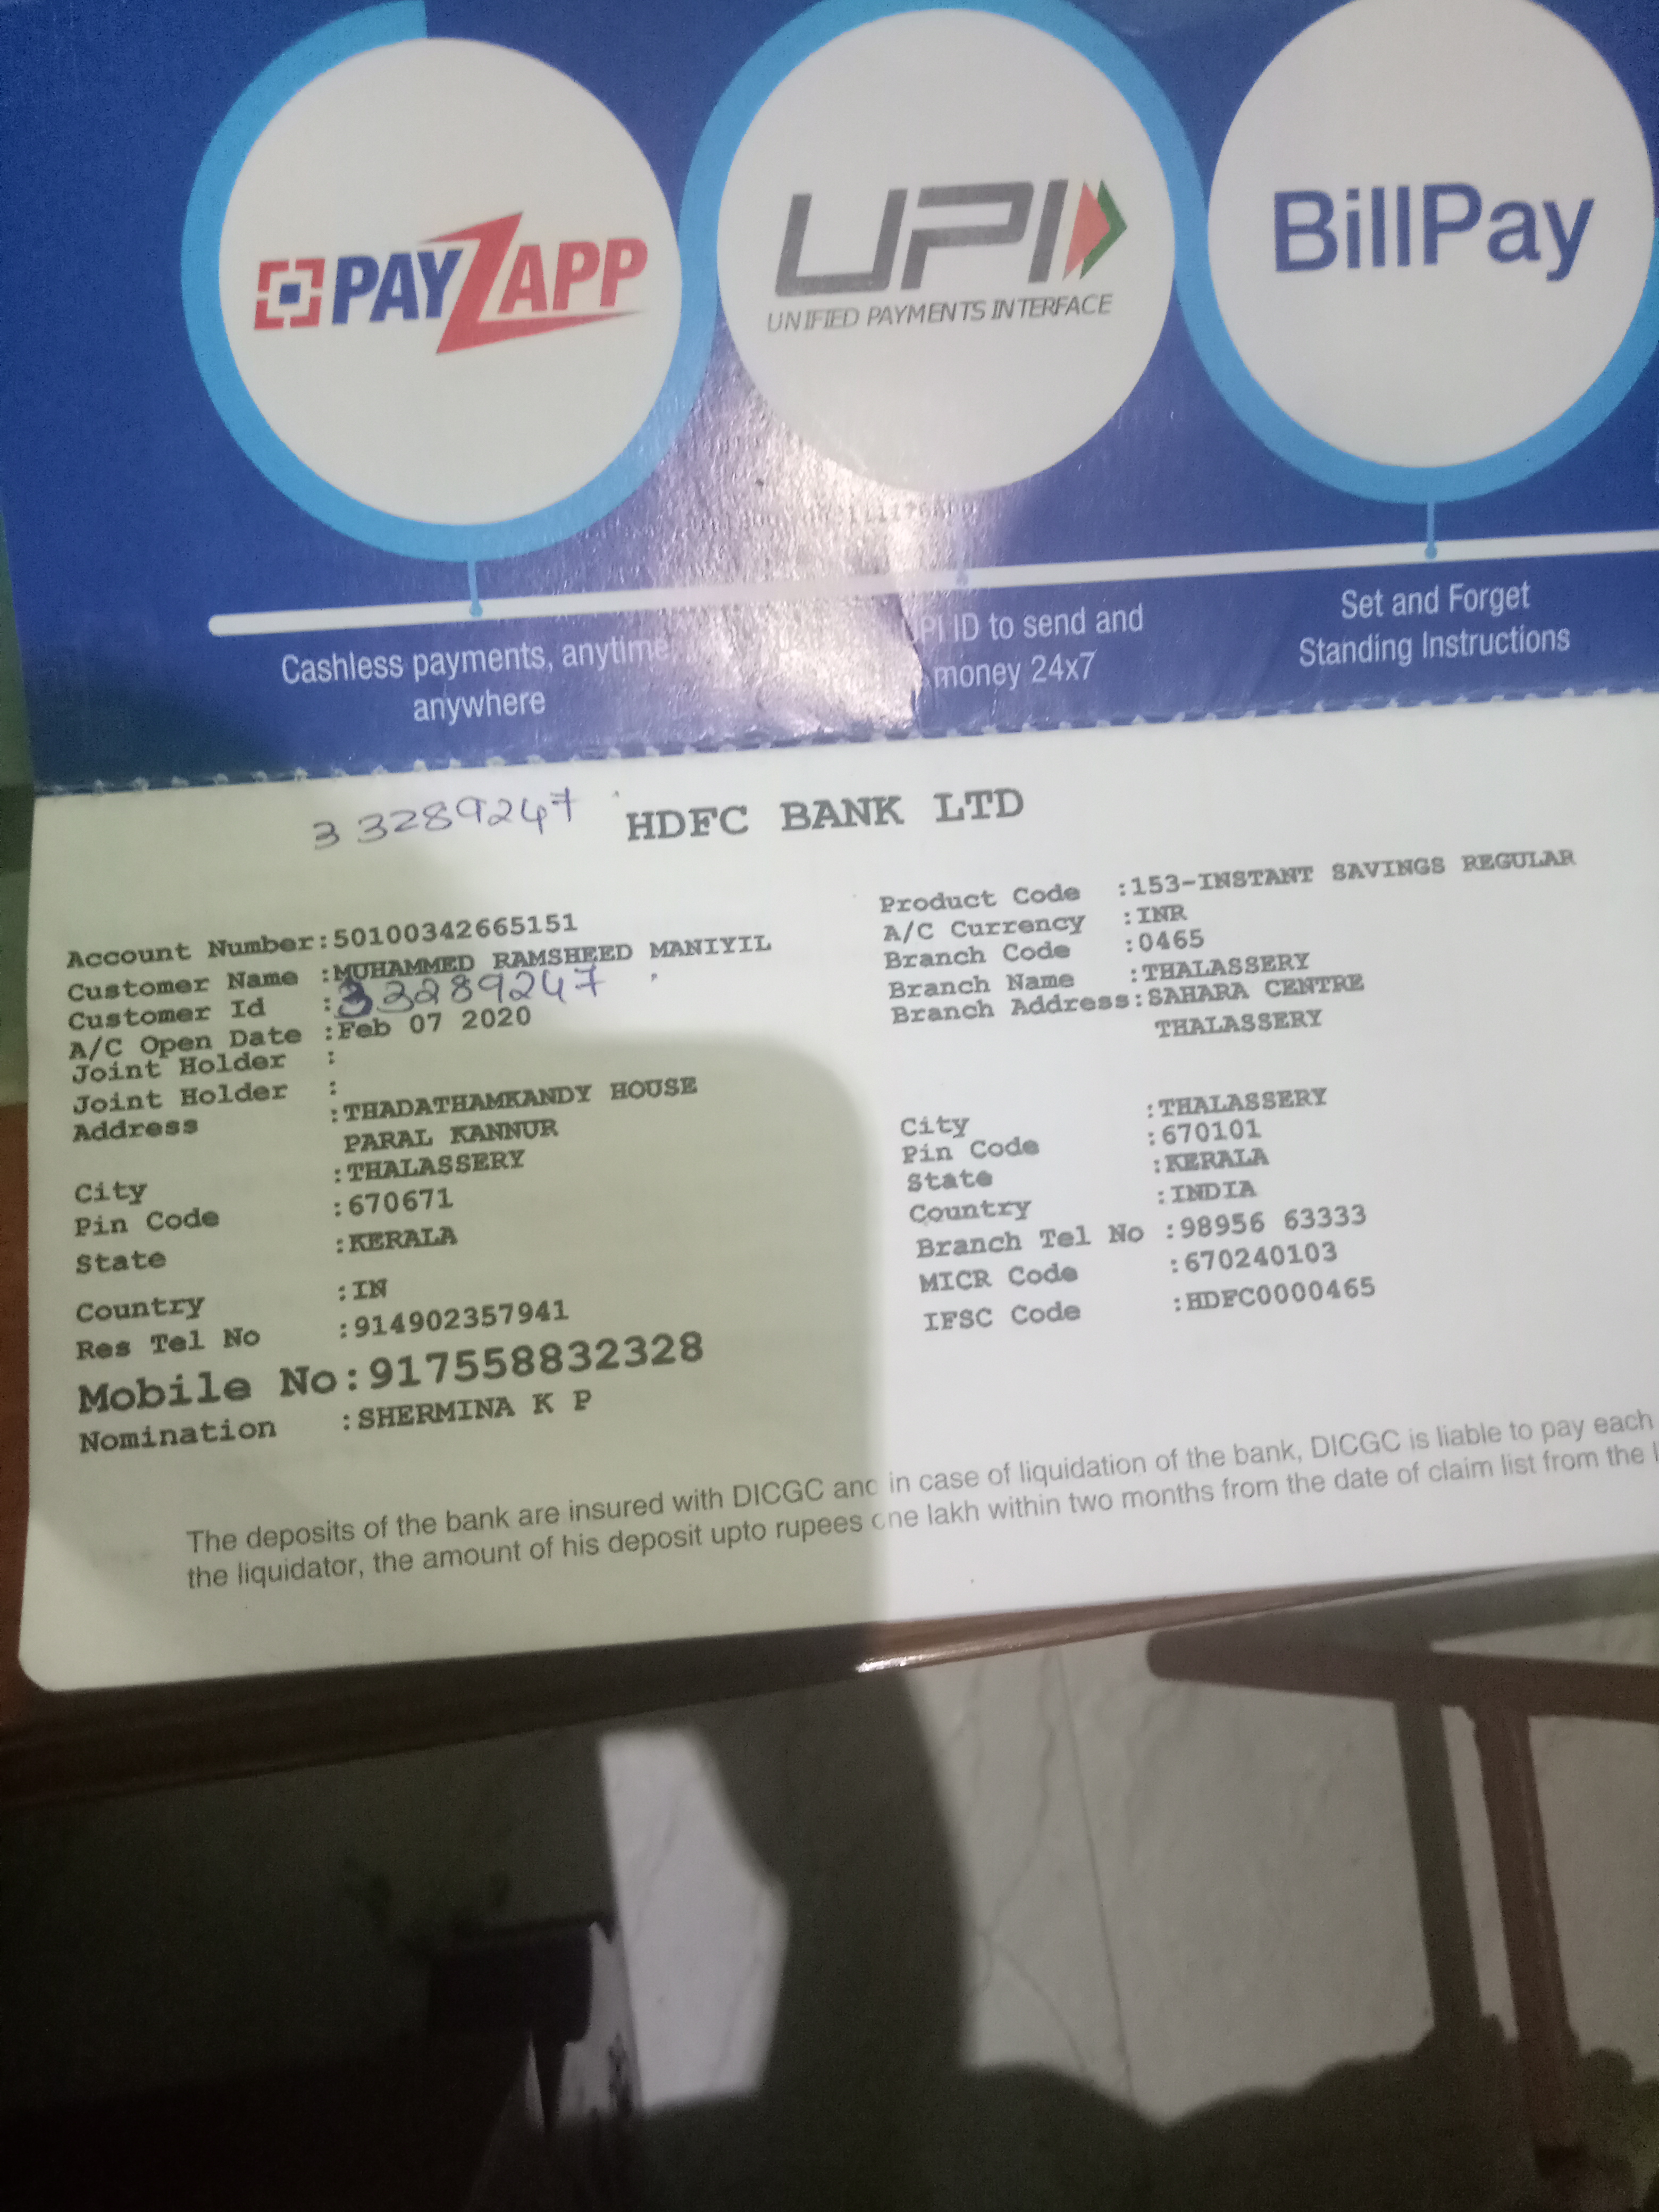 PAYZAPP
UPI
UNIFIED PAYMENTS INTERFACE
BillPay
Cashless payments, anytime,
anywhere
PI ID to send and
money 24x7
Set and Forget
Standing Instructions
33289247
HDFC BANK LTD
Account Number:50100342665151
Customer Name :MUHAMMED RAMSHEED MANIYIL
Customer Id :33289247
A/C Open Date :Feb 07 2020
Joint Holder :
Joint Holder :
Address :THADATHAMKANDY HOUSE
PARAL KANNUR
City :THALASSERY
Pin Code :670671
State :KERALA
Country :IN
Res Tel No :914902357941
Mobile No:917558832328
Nomination :SHERMINA K P
Product Code :153-INSTANT SAVINGS REGULAR
A/C Currency :INR
Branch Code :0465
Branch Name :THALASSERY
Branch Address:SAHARA CENTRE
THALASSERY
City :THALASSERY
Pin Code :670101
State :KERALA
Country :INDIA
Branch Tel No :98956 63333
MICR Code :670240103
IFSC Code :HDFC0000465
The deposits of the bank are insured with DICGC and in case of liquidation of the bank, DICGC is liable to pay each
the liquidator, the amount of his deposit upto rupees one lakh within two months from the date of claim list from the